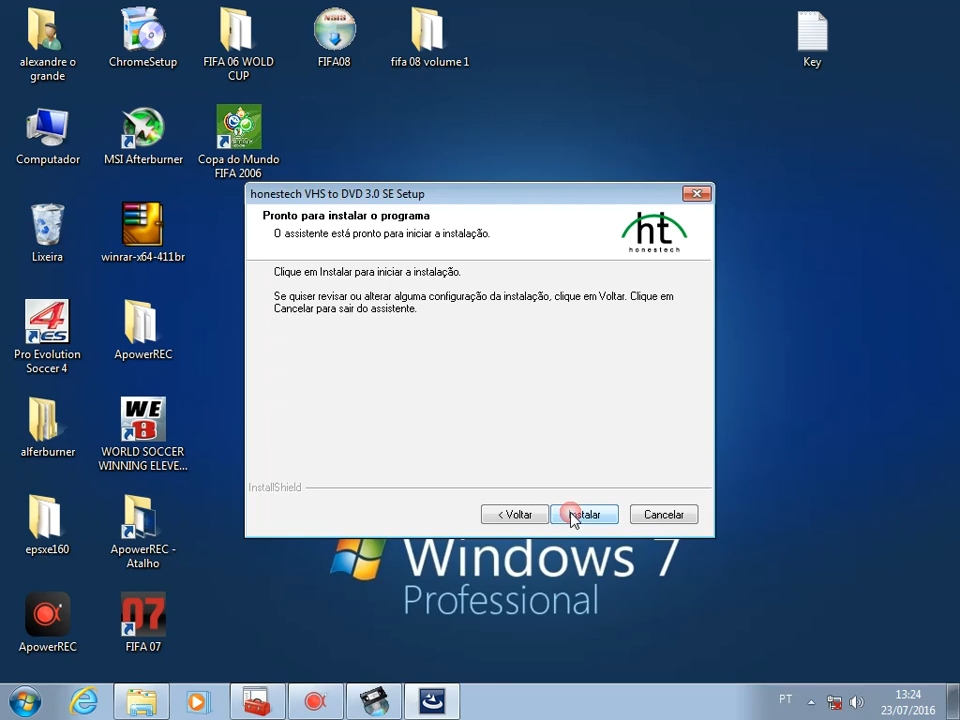 alexandre o
grande
ChromeSetup
FIFA 06 WOLD
CUP
FIFA08
fifa 08 volume 1
Key
Computador
MSI Afterburner
Copa do Mundo
FIFA 2006
Lixeira
winrar-x64-411br
Pro Evolution
Soccer 4
ApowerREC
alferburner
WE
8
WORLD SOCCER
WINNING ELEVE...
epsxe160
ApowerREC -
Atalho
ApowerREC
07
FIFA 07
honestech VHS to DVD 3.0 SE Setup
Pronto para instalar o programa
O assistente está pronto para iniciar a instalação.
ht
honestech
Clique em Instalar para iniciar a instalação.
Se quiser revisar ou alterar alguma configuração da instalação, clique em Voltar. Clique em
Cancelar para sair do assistente.
InstallShield
< Voltar
Instalar
Cancelar
Windows 7
Professional
PT
13:24
23/07/2016